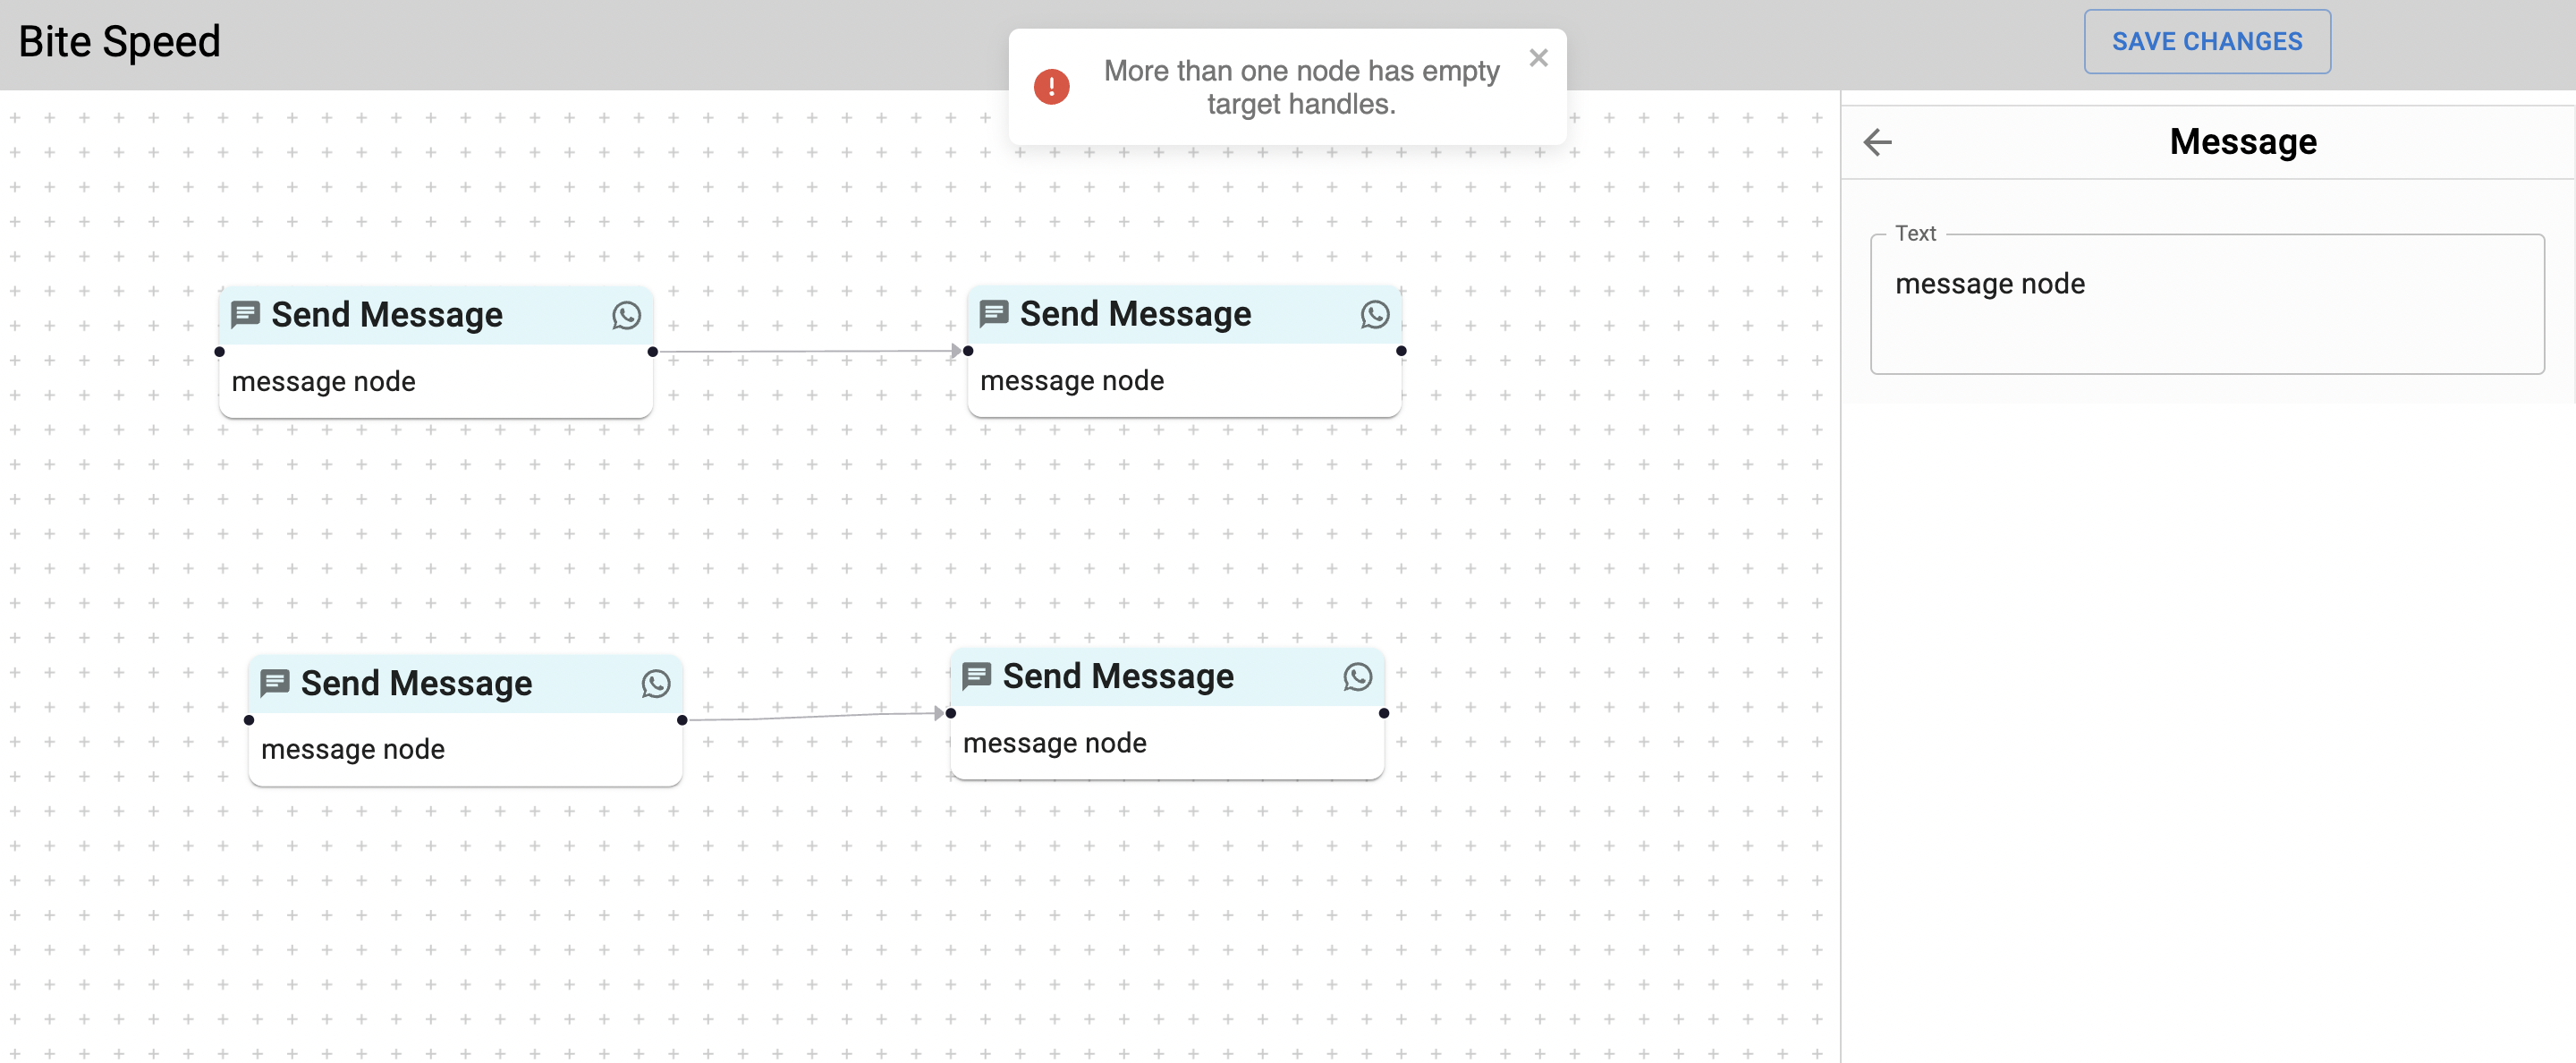 Bite Speed
More than one node has empty
target handles.
SAVE CHANGES
Message
Text
message node
Send Message
message node
Send Message
message node
Send Message
message node
Send Message
message node